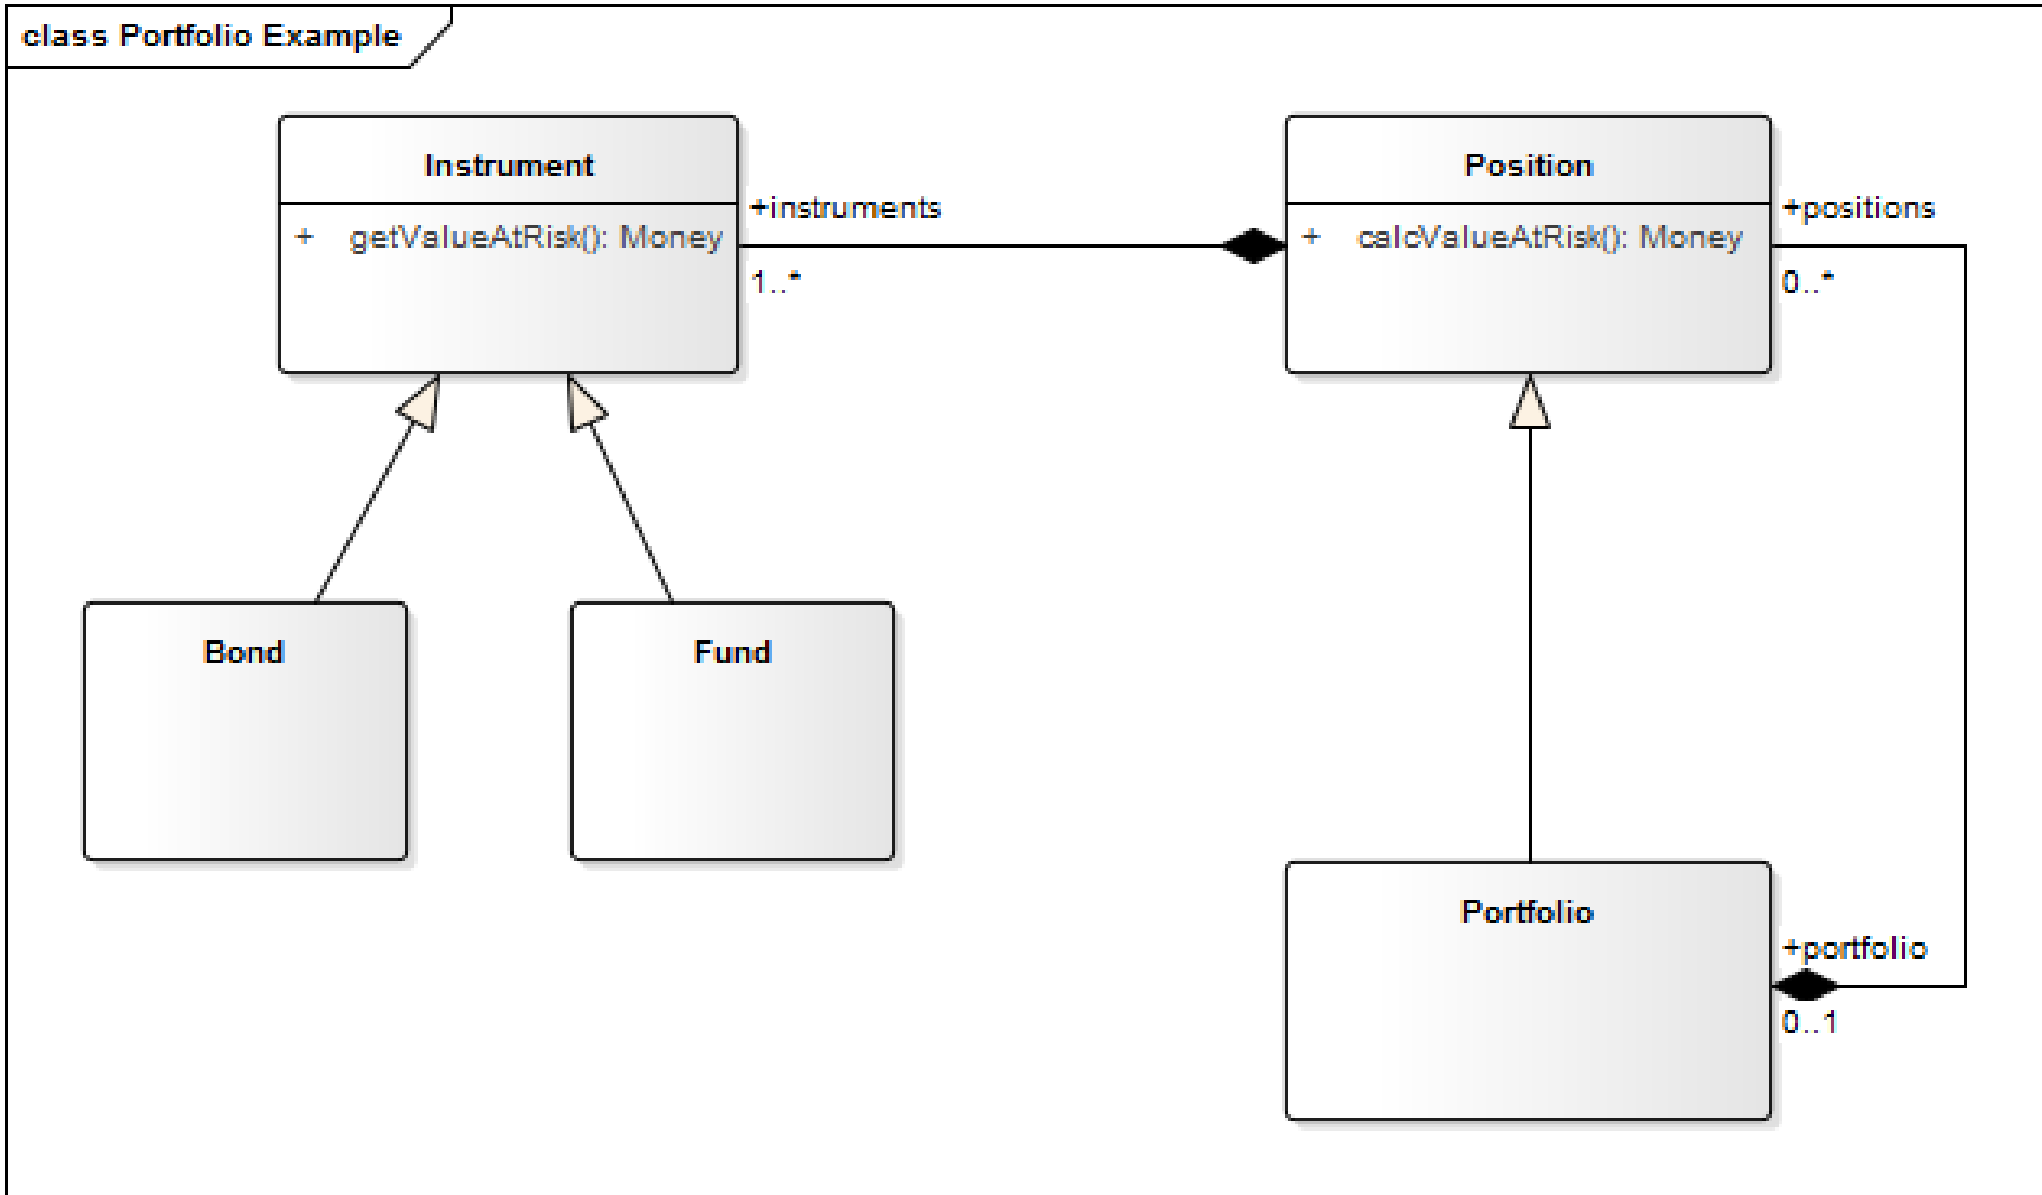 class Portfolio Example
Instrument
+ getValueAtRisk(): Money
+instruments
1..*
Position
+ calcValueAtRisk(): Money
+positions
0..*
Bond
Fund
Portfolio
+portfolio
0..1